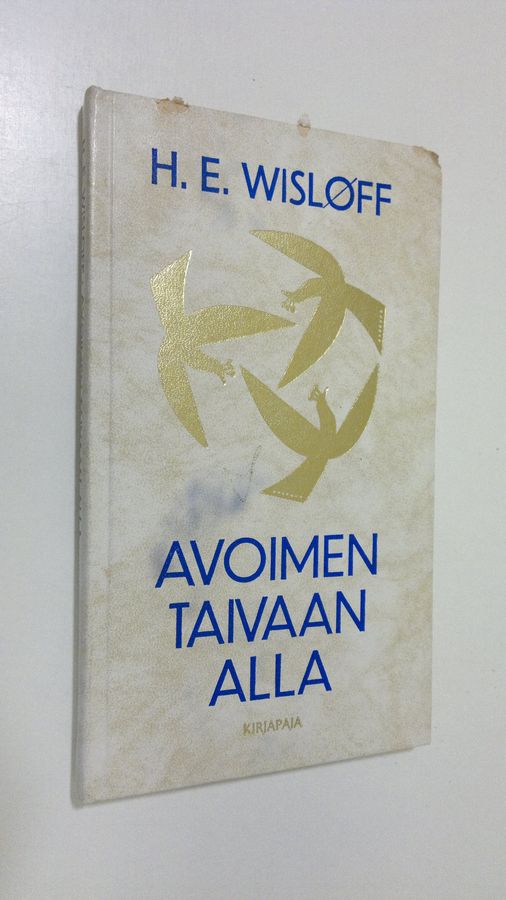 H. E. WISLØFF
AVOIMEN
TAIVAAN
ALLA
KIRJAPAJA